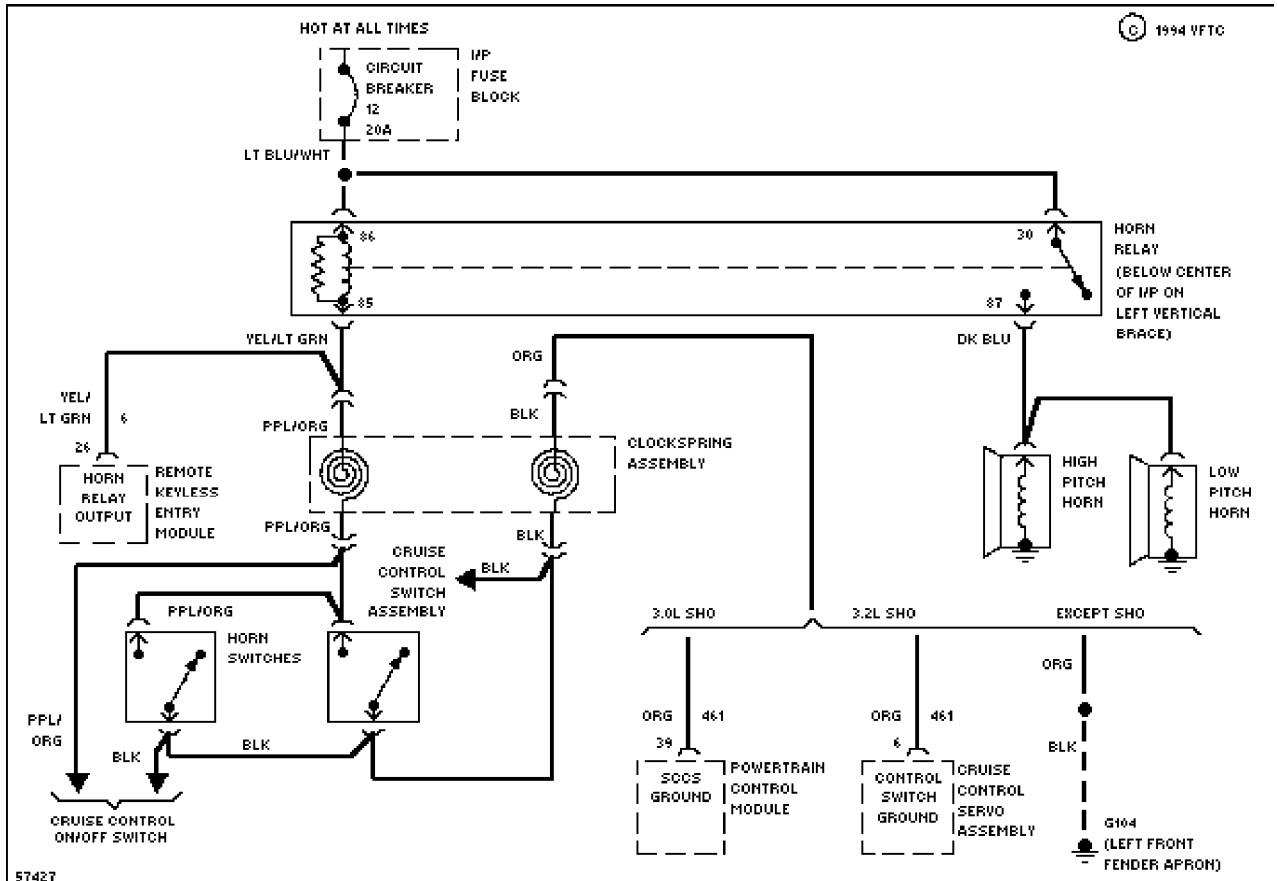 HOT AT ALL TIMES
© 1994 VFTC
CIRCUIT
BREAKER
12
20A
I/P
FUSE
BLOCK
LT BLU/WHT
86
30
85
87
HORN
RELAY
(BELOW CENTER
OF I/P ON
LEFT VERTICAL
BRACE)
YEL/LT GRN
ORG
DK BLU
YEL/
LT GRN
6
26
PPL/ORG
BLK
CLOCKSPRING
ASSEMBLY
HORN
RELAY
OUTPUT
REMOTE
KEYLESS
ENTRY
MODULE
HIGH
PITCH
HORN
LOW
PITCH
HORN
PPL/ORG
BLK
CRUISE
CONTROL
SWITCH
ASSEMBLY
BLK
PPL/ORG
HORN
SWITCHES
3.0L SHO
3.2L SHO
EXCEPT SHO
ORG
PPL/
ORG
BLK
BLK
ORG
461
39
ORG
461
6
BLK
SCCS
GROUND
POWERTRAIN
CONTROL
MODULE
CONTROL
SWITCH
GROUND
CRUISE
CONTROL
SERVO
ASSEMBLY
CRUISE CONTROL
ON/OFF SWITCH
G104
(LEFT FRONT
FENDER APRON)
57427